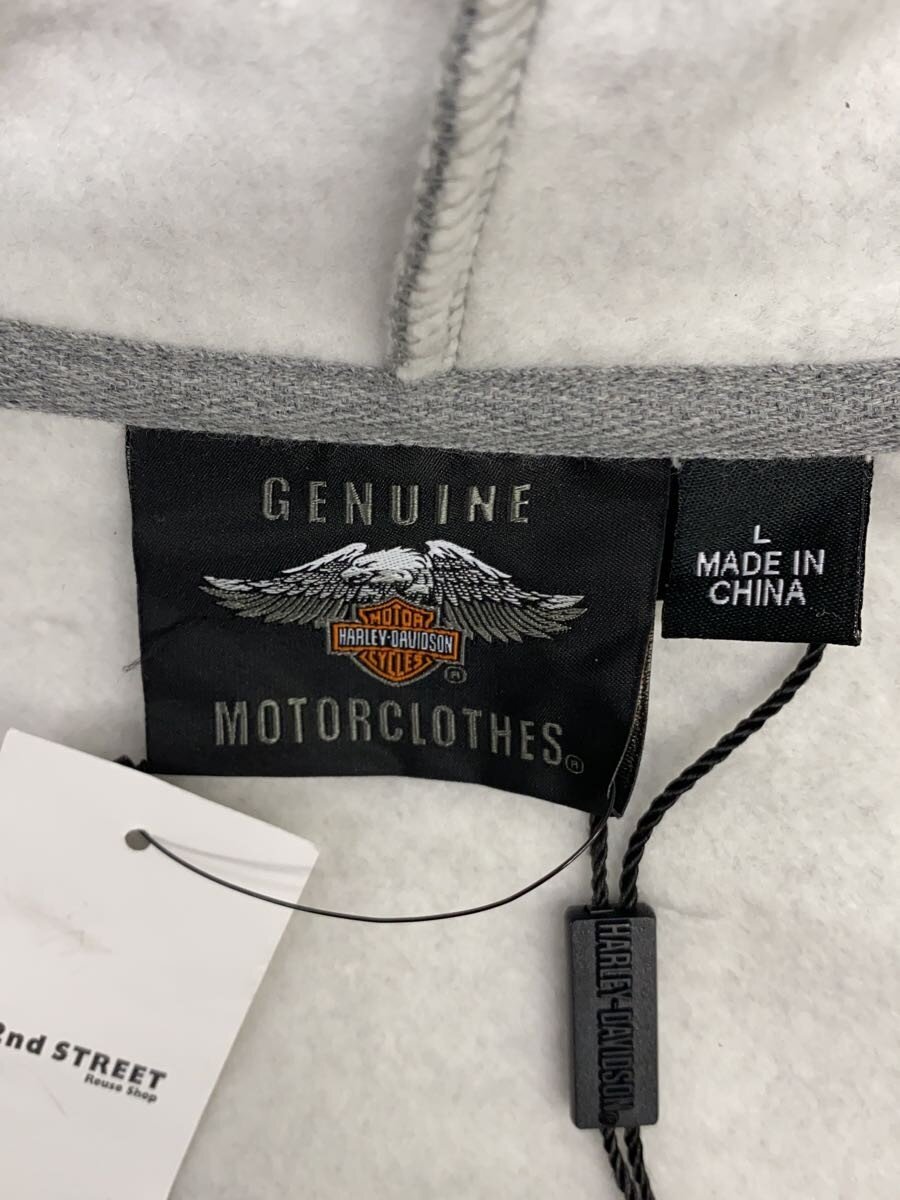 GENUINE
MOTOR
HARLEY-DAVIDSON
CYCLES
®
MOTORCLOTHES®
L
MADE IN
CHINA
2nd STREET
Reuse Shop
HARLEY-DAVIDSON®